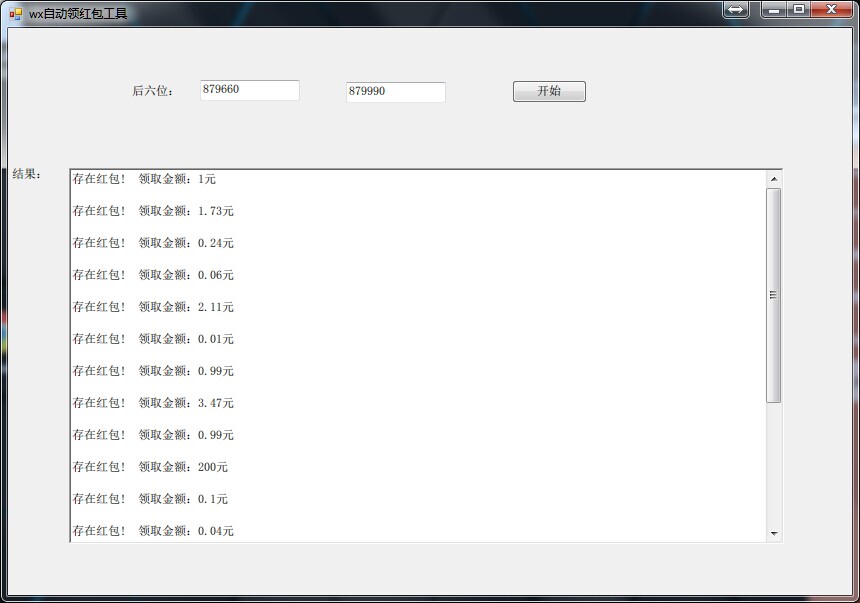 wx自动领红包工具
后六位： 879660 879990 开始
结果：
存在红包! 领取金额：1元
存在红包! 领取金额：1.73元
存在红包! 领取金额：0.24元
存在红包! 领取金额：0.06元
存在红包! 领取金额：2.11元
存在红包! 领取金额：0.01元
存在红包! 领取金额：0.99元
存在红包! 领取金额：3.47元
存在红包! 领取金额：0.99元
存在红包! 领取金额：200元
存在红包! 领取金额：0.1元
存在红包! 领取金额：0.04元